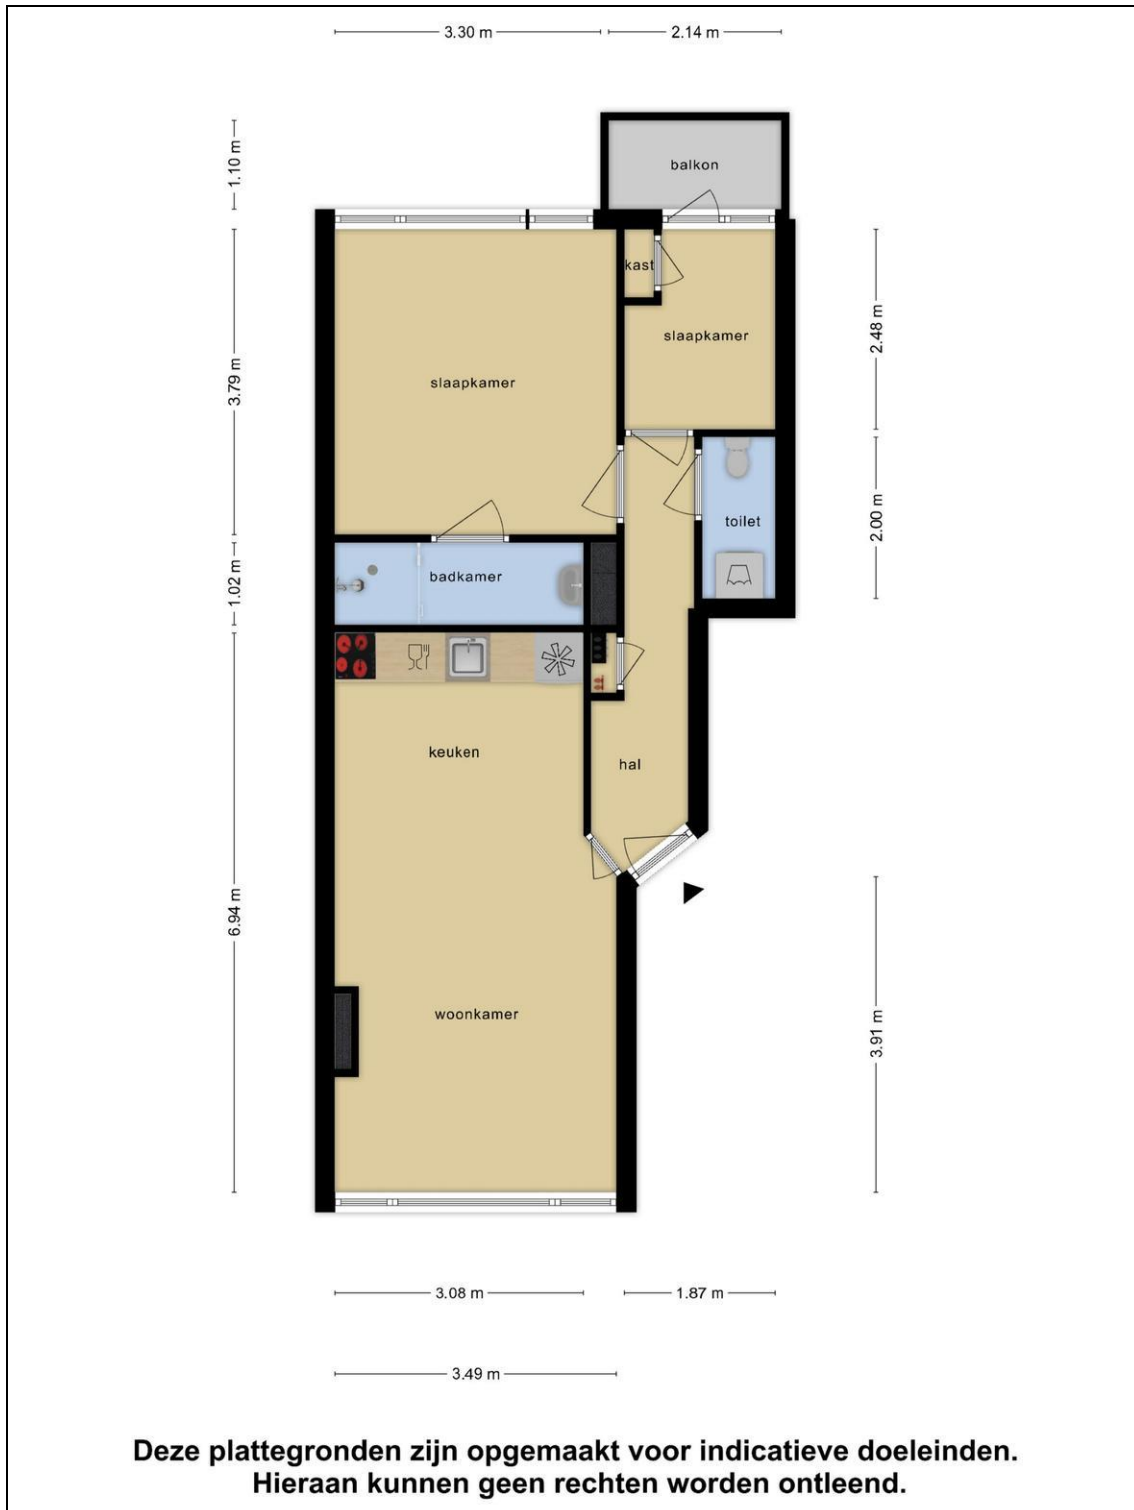 3.30 m
2.14 m
1.10 m
balkon
kast
slaapkamer
2.48 m
3.79 m
slaapkamer
2.00 m
toilet
1.02 m
badkamer
keuken
hal
6.94 m
woonkamer
3.91 m
3.08 m
1.87 m
3.49 m
Deze plattegronden zijn opgemaakt voor indicatieve doeleinden.
Hieraan kunnen geen rechten worden ontleend.